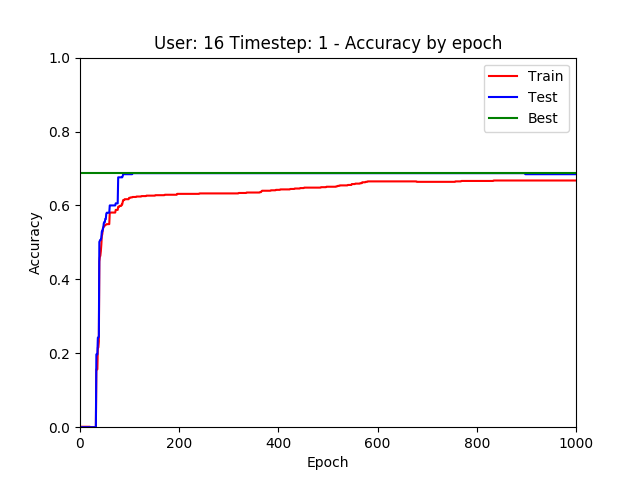 User: 16 Timestep: 1 - Accuracy by epoch
1.0
0.8
0.6
0.4
0.2
0.0
Accuracy
Train
Test
Best
0 200 400 600 800 1000
Epoch